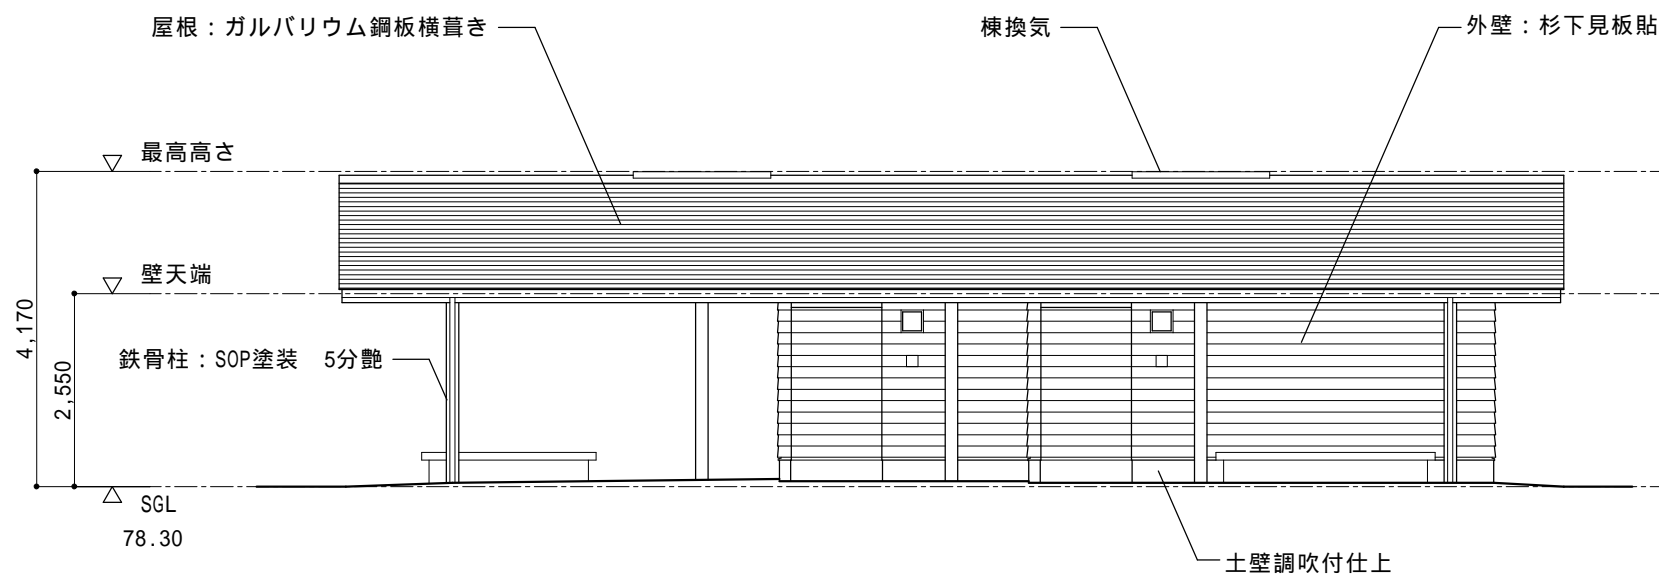 屋根：ガルバリウム鋼板横葺き
棟換気
外壁：杉下見板貼
最高高さ
壁天端
4,170
2,550
鉄骨柱：SOP塗装　5分艶
SGL
78.30
土壁調吹付仕上